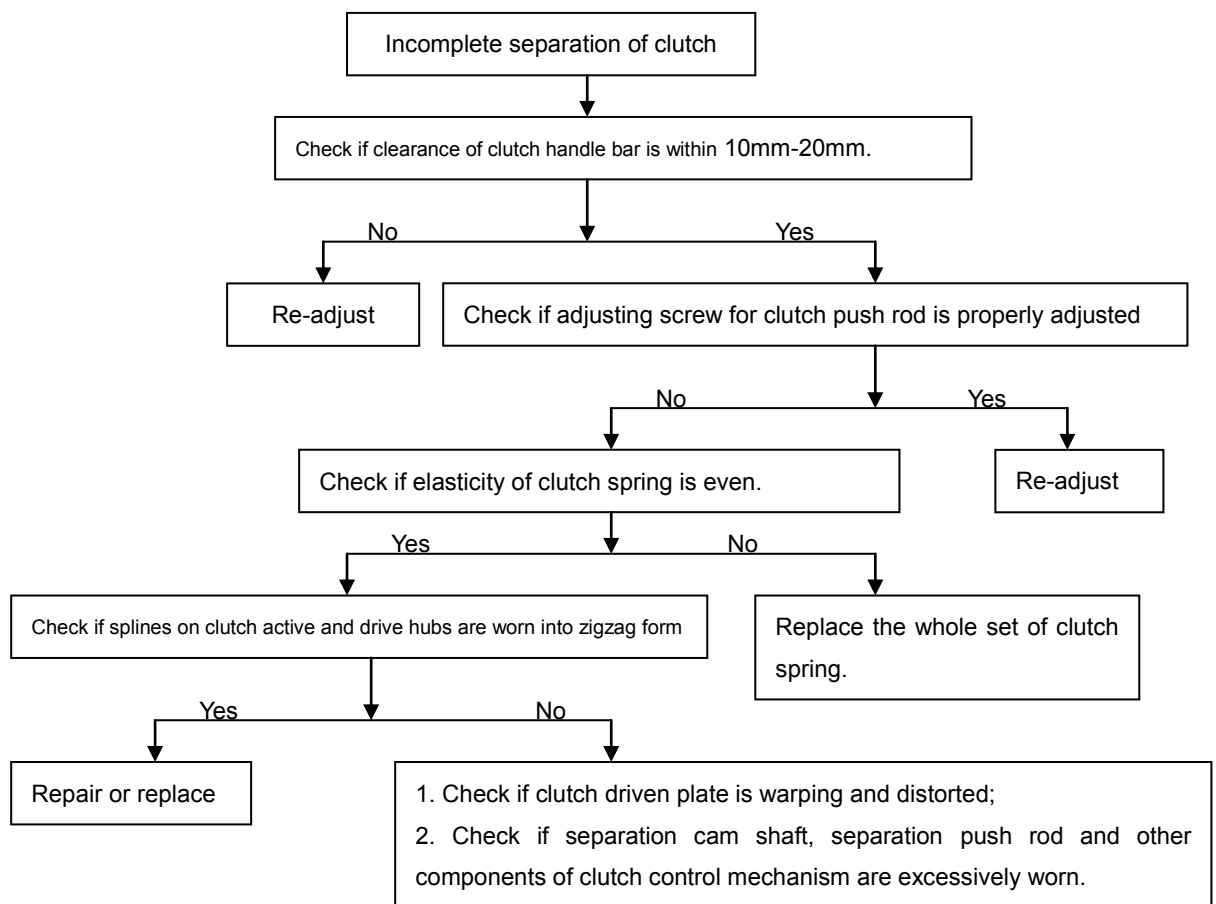 Incomplete separation of clutch
Check if clearance of clutch handle bar is within 10mm-20mm.
No
Yes
Re-adjust
Check if adjusting screw for clutch push rod is properly adjusted
No
Yes
Check if elasticity of clutch spring is even.
Re-adjust
Yes
No
Check if splines on clutch active and drive hubs are worn into zigzag form
Replace the whole set of clutch
spring.
Yes
No
Repair or replace
1. Check if clutch driven plate is warping and distorted;
2. Check if separation cam shaft, separation push rod and other
components of clutch control mechanism are excessively worn.